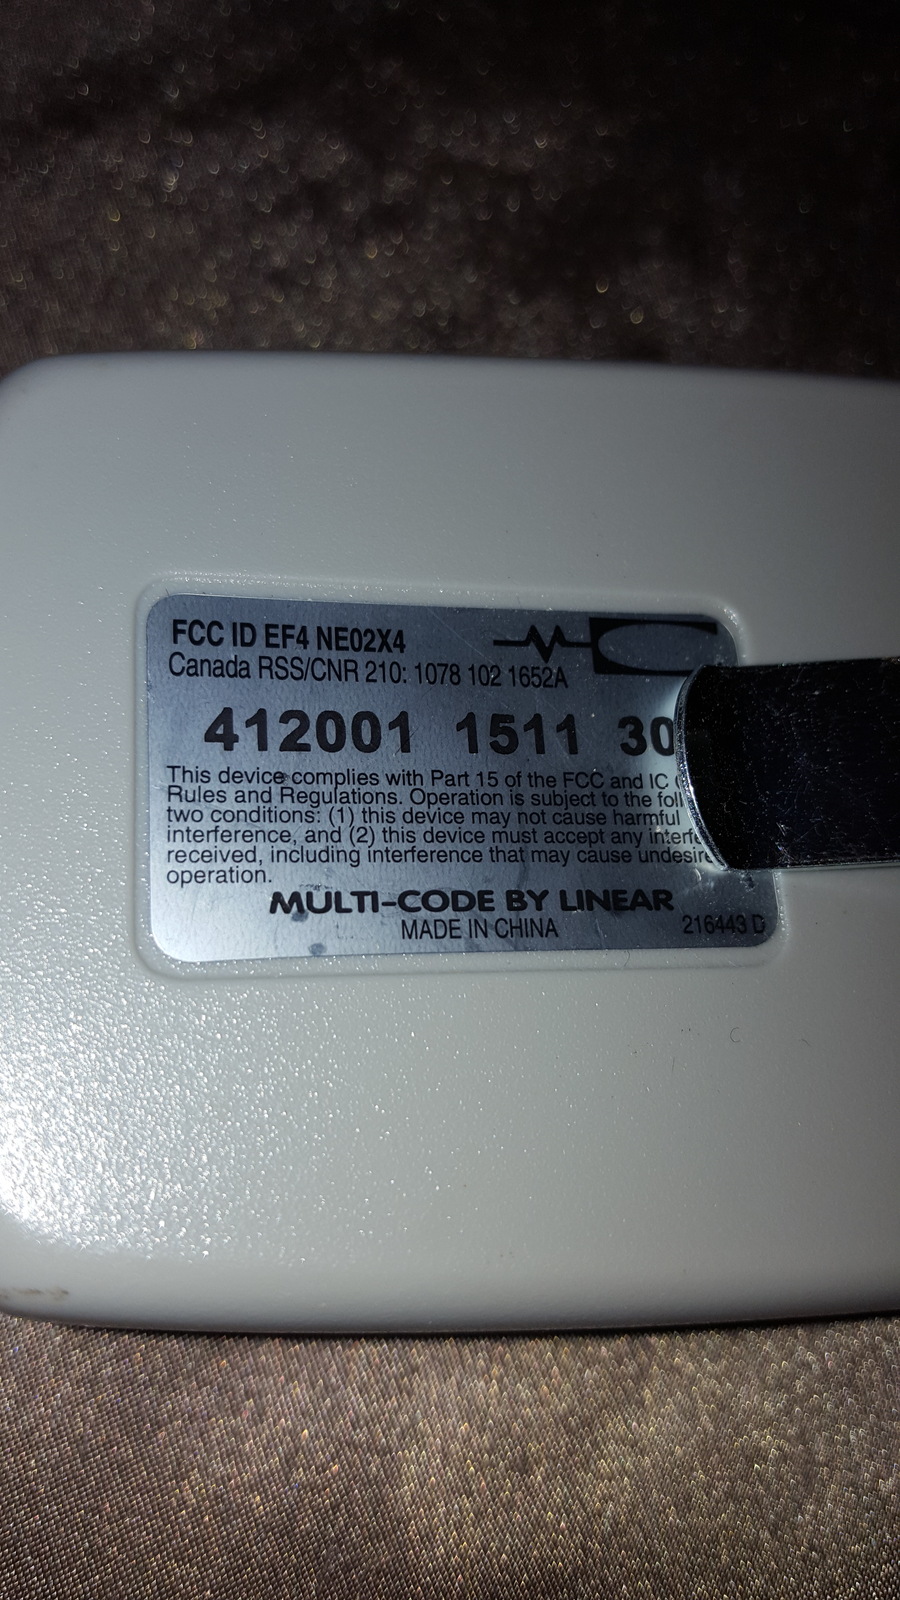 FCC ID EF4 NE02X4
Canada RSS/CNR 210: 1078 102 1652A
412001 1511 30
This device complies with Part 15 of the FCC and IC
Rules and Regulations. Operation is subject to the
two conditions: (1) this device may not cause harmful
interference, and (2) this device must accept any
received, including interference that may cause
operation.
MULTI-CODE BY LINEAR
MADE IN CHINA
216443 D